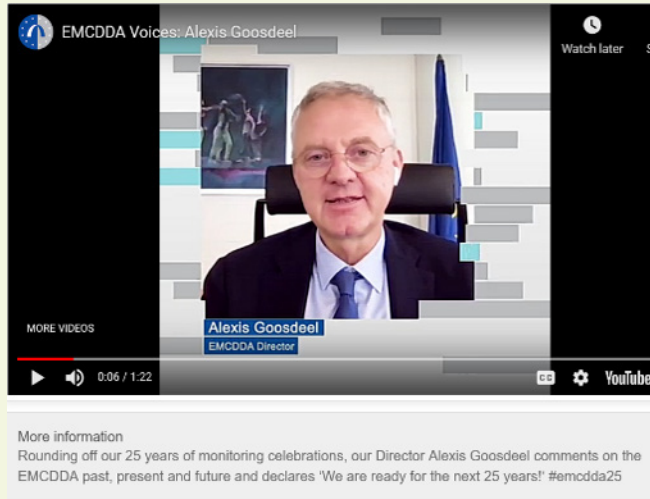 EMCDDA Voices: Alexis Goosdeel
Watch later
S
MORE VIDEOS
Alexis Goosdeel
EMCDDA Director
0:06 / 1:22
CC
YouTube
More information
Rounding off our 25 years of monitoring celebrations, our Director Alexis Goosdeel comments on the
EMCDDA past, present and future and declares 'We are ready for the next 25 years!' #emcdda25